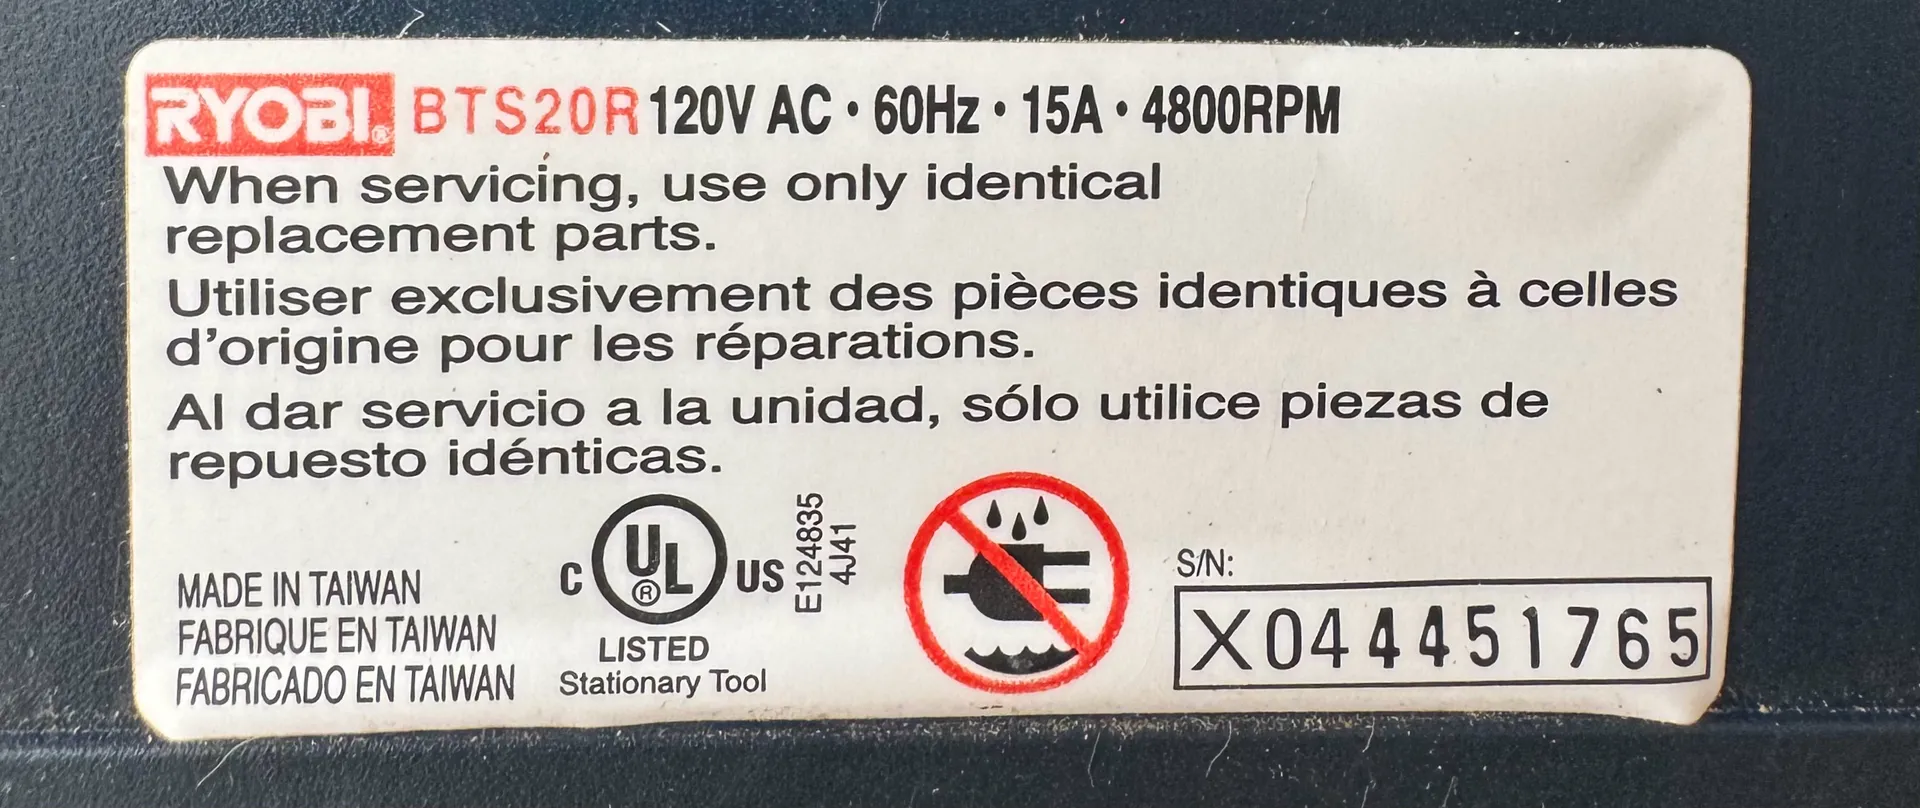 RYOBI® BTS20R 120V AC • 60Hz • 15A • 4800RPM
When servicing, use only identical
replacement parts.
Utiliser exclusivement des pièces identiques à celles
d'origine pour les réparations.
Al dar servicio a la unidad, sólo utilice piezas de
repuesto idénticas.
MADE IN TAIWAN
FABRIQUE EN TAIWAN
FABRICADO EN TAIWAN
C UL® US
LISTED
Stationary Tool
E124835
4J41
S/N:
X044451765